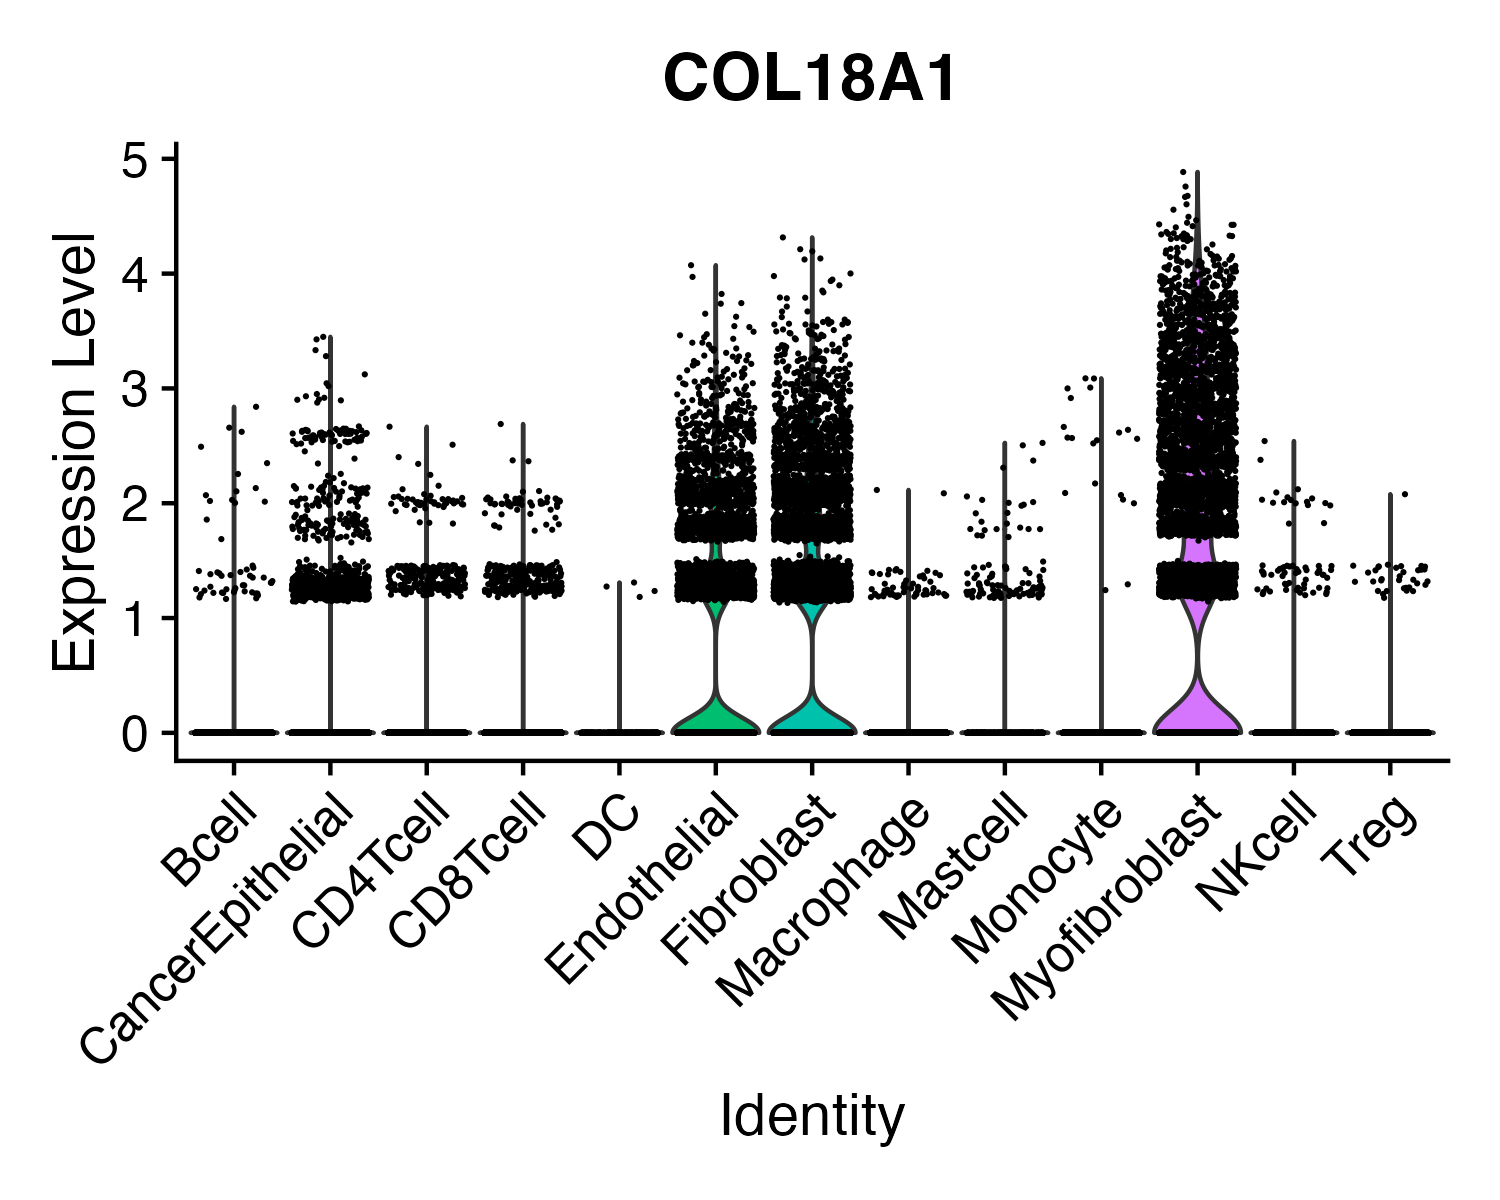 COL18A1
Expression Level
5
4
3
2
1
0
Bcell
CancerEpithelial
CD4Tcell
CD8Tcell
DC
Endothelial
Fibroblast
Macrophage
Mastcell
Monocyte
Myofibroblast
NKcell
Treg
Identity